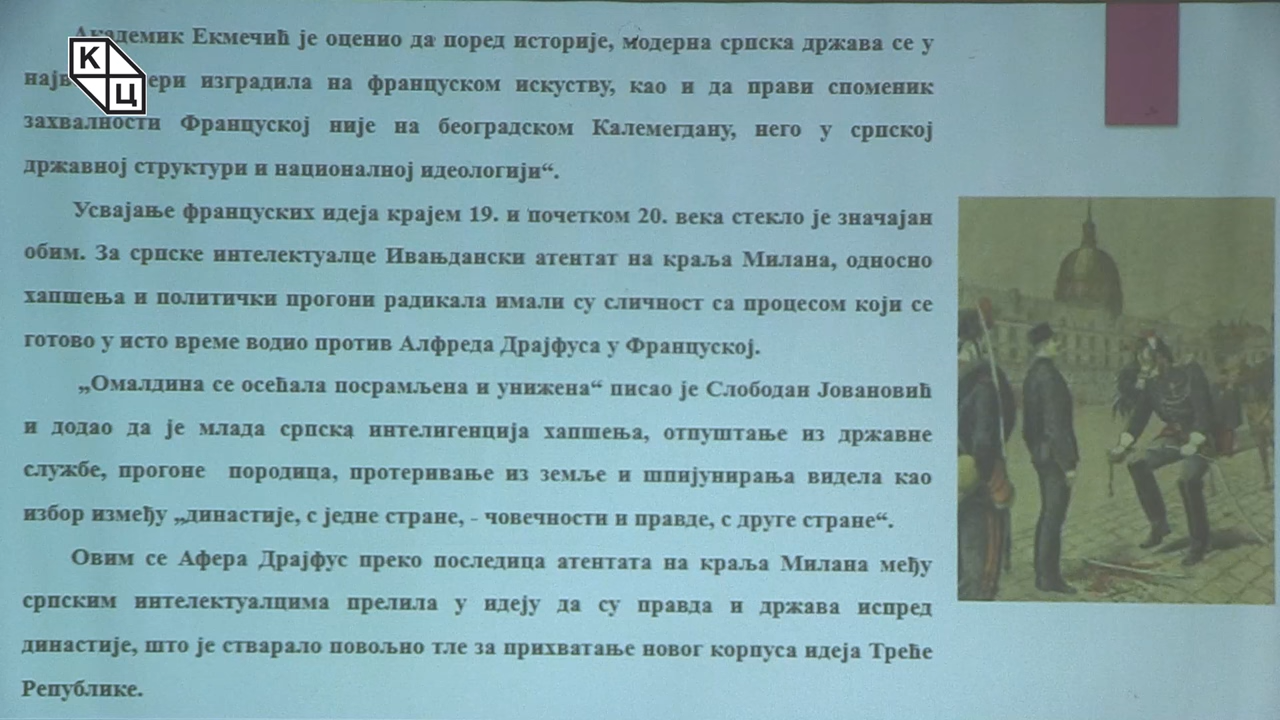 Академик Екмечић је оценио да поред историје, модерна српска држава се у
најв ери изградила на француском искуству, као и да прави споменик
захвалности Француској није на београдском Калемегдану, него у српској
државној структури и националној идеологији“.
Усвајање француских идеја крајем 19. и почетком 20. века стекло је значајан
обим. За српске интелектуалце Ивањдански атентат на краља Милана, односно
хапшења и политички прогони радикала имали су сличност са процесом који се
готово у исто време водио против Алфреда Драјфуса у Француској.
„Омалдина се осећала посрамљена и унижена“ писао је Слободан Јовановић
и додао да је млада српска интелигенција хапшења, отпуштање из државне
службе, прогоне породица, протеривање из земље и шпијунирања видела као
избор између „династије, с једне стране, - човечности и правде, с друге стране“.
Овим се Афера Драјфус преко последица атентата на краља Милана међу
српским интелектуалцима прелила у идеју да су правда и држава испред
династије, што је стварало повољно тле за прихватање новог корпуса идеја Треће
Републике.
К
Ц